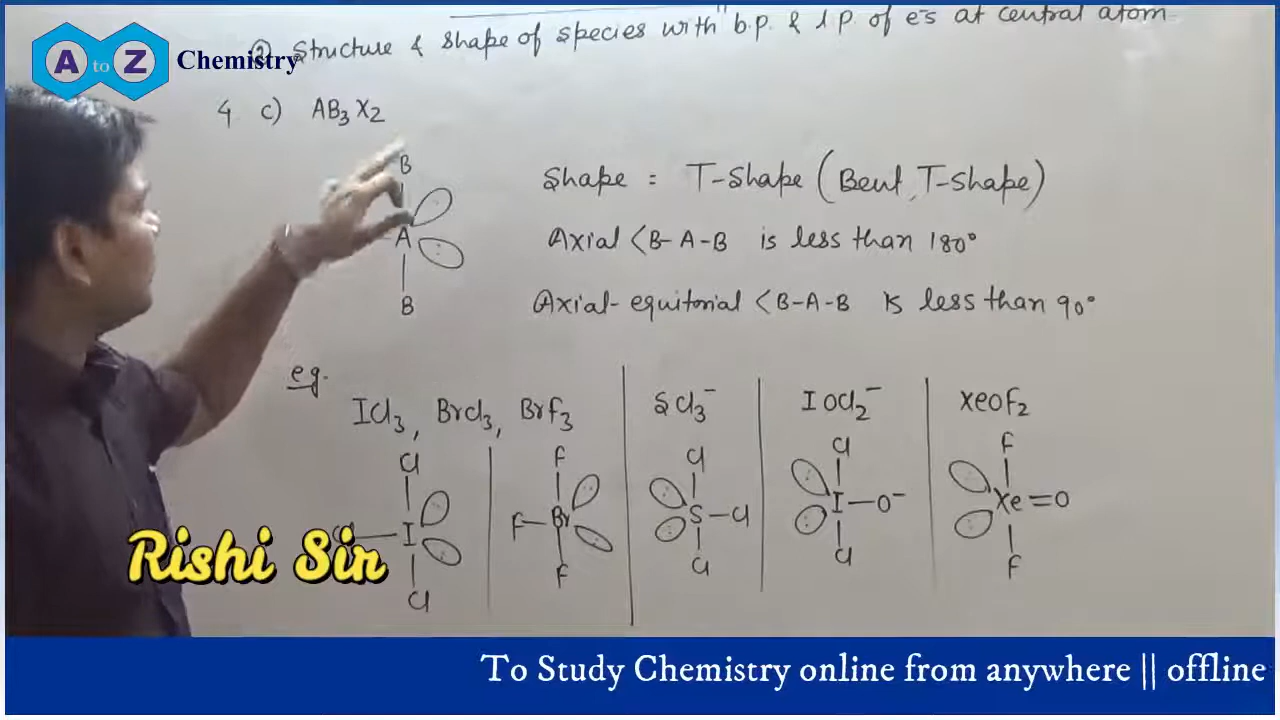 ② Structure & Shape of species with b.p. & l.p. of e⁻s at central atom
A to Z Chemistry
4 c) AB₃X₂
B
A
B
Shape = T-Shape (Bent, T-Shape)
Axial <B-A-B is less than 180°
Axial-equitorial <B-A-B is less than 90°
eg.
ICl₃, BrCl₃, BrF₃
SCl₃⁻
IOCl₂⁻
XeOF₂
Cl
I
Cl
F
F-Br
F
Cl
S-Cl
Cl
Cl
I-O⁻
Cl
F
Xe=O
F
Rishi Sir
To Study Chemistry online from anywhere || offline